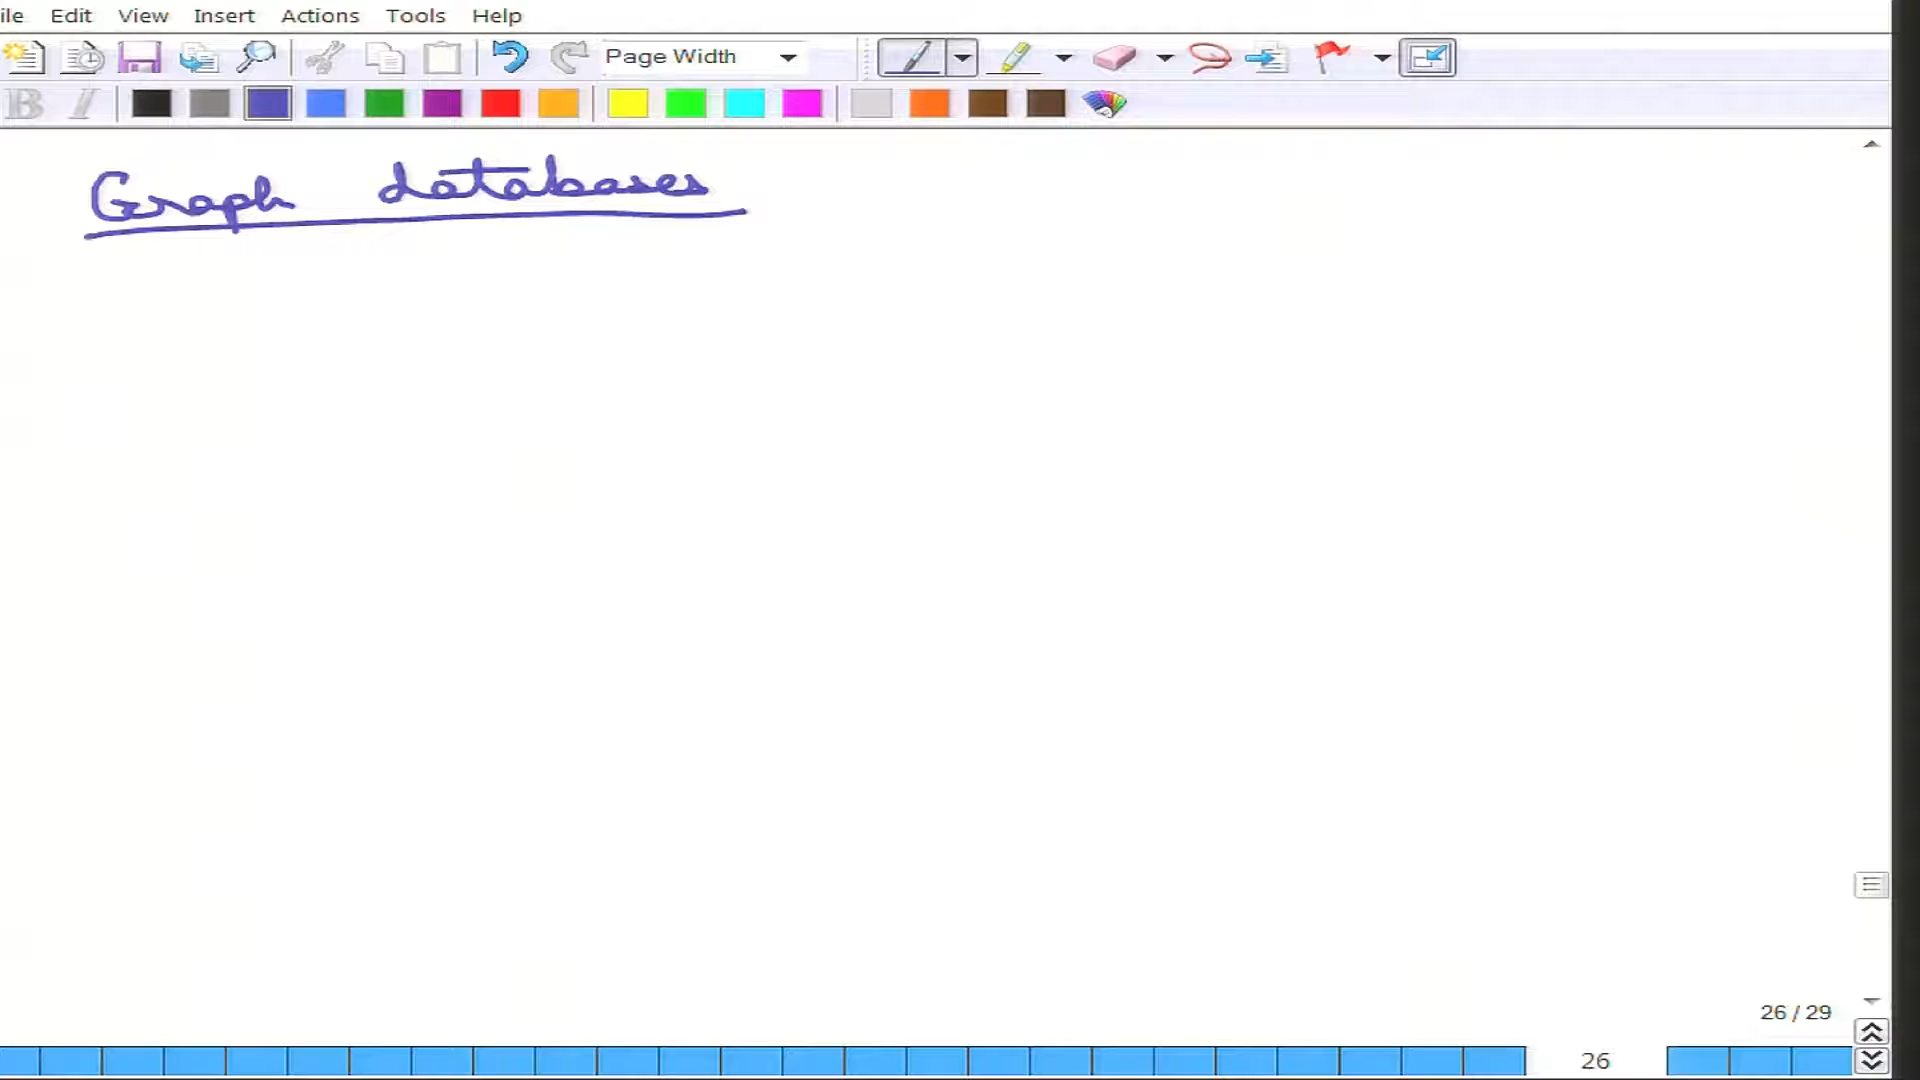 ile Edit View Insert Actions Tools Help
Page Width
B I
Graph databases
26 / 29
26